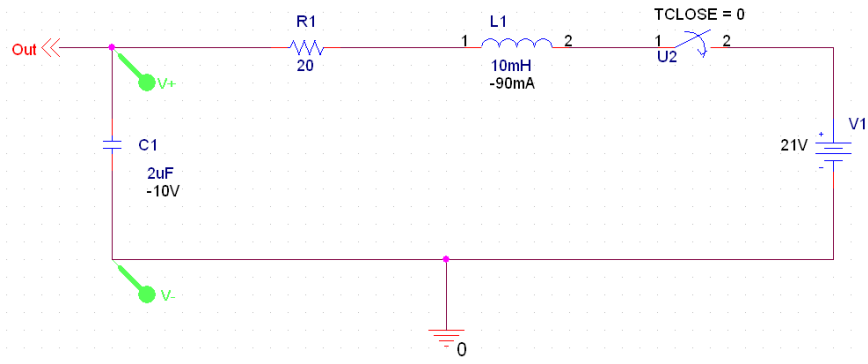 TCLOSE = 0
R1
L1
Out
1
2
1
2
U2
20
10mH
-90mA
V+
V1
C1
+
21V
2uF
-10V
-
V-
0